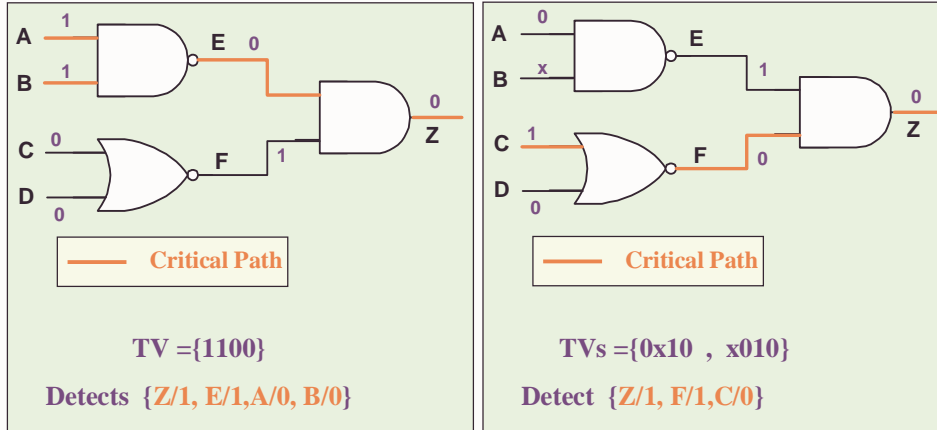 1
A
E
0
B
1
0
Z
C
0
F
1
D
0
Critical Path
TV ={1100}
Detects {Z/1, E/1,A/0, B/0}
0
A
E
B
x
1
0
Z
C
1
F
0
D
0
Critical Path
TVs ={0x10 , x010}
Detect {Z/1, F/1,C/0}